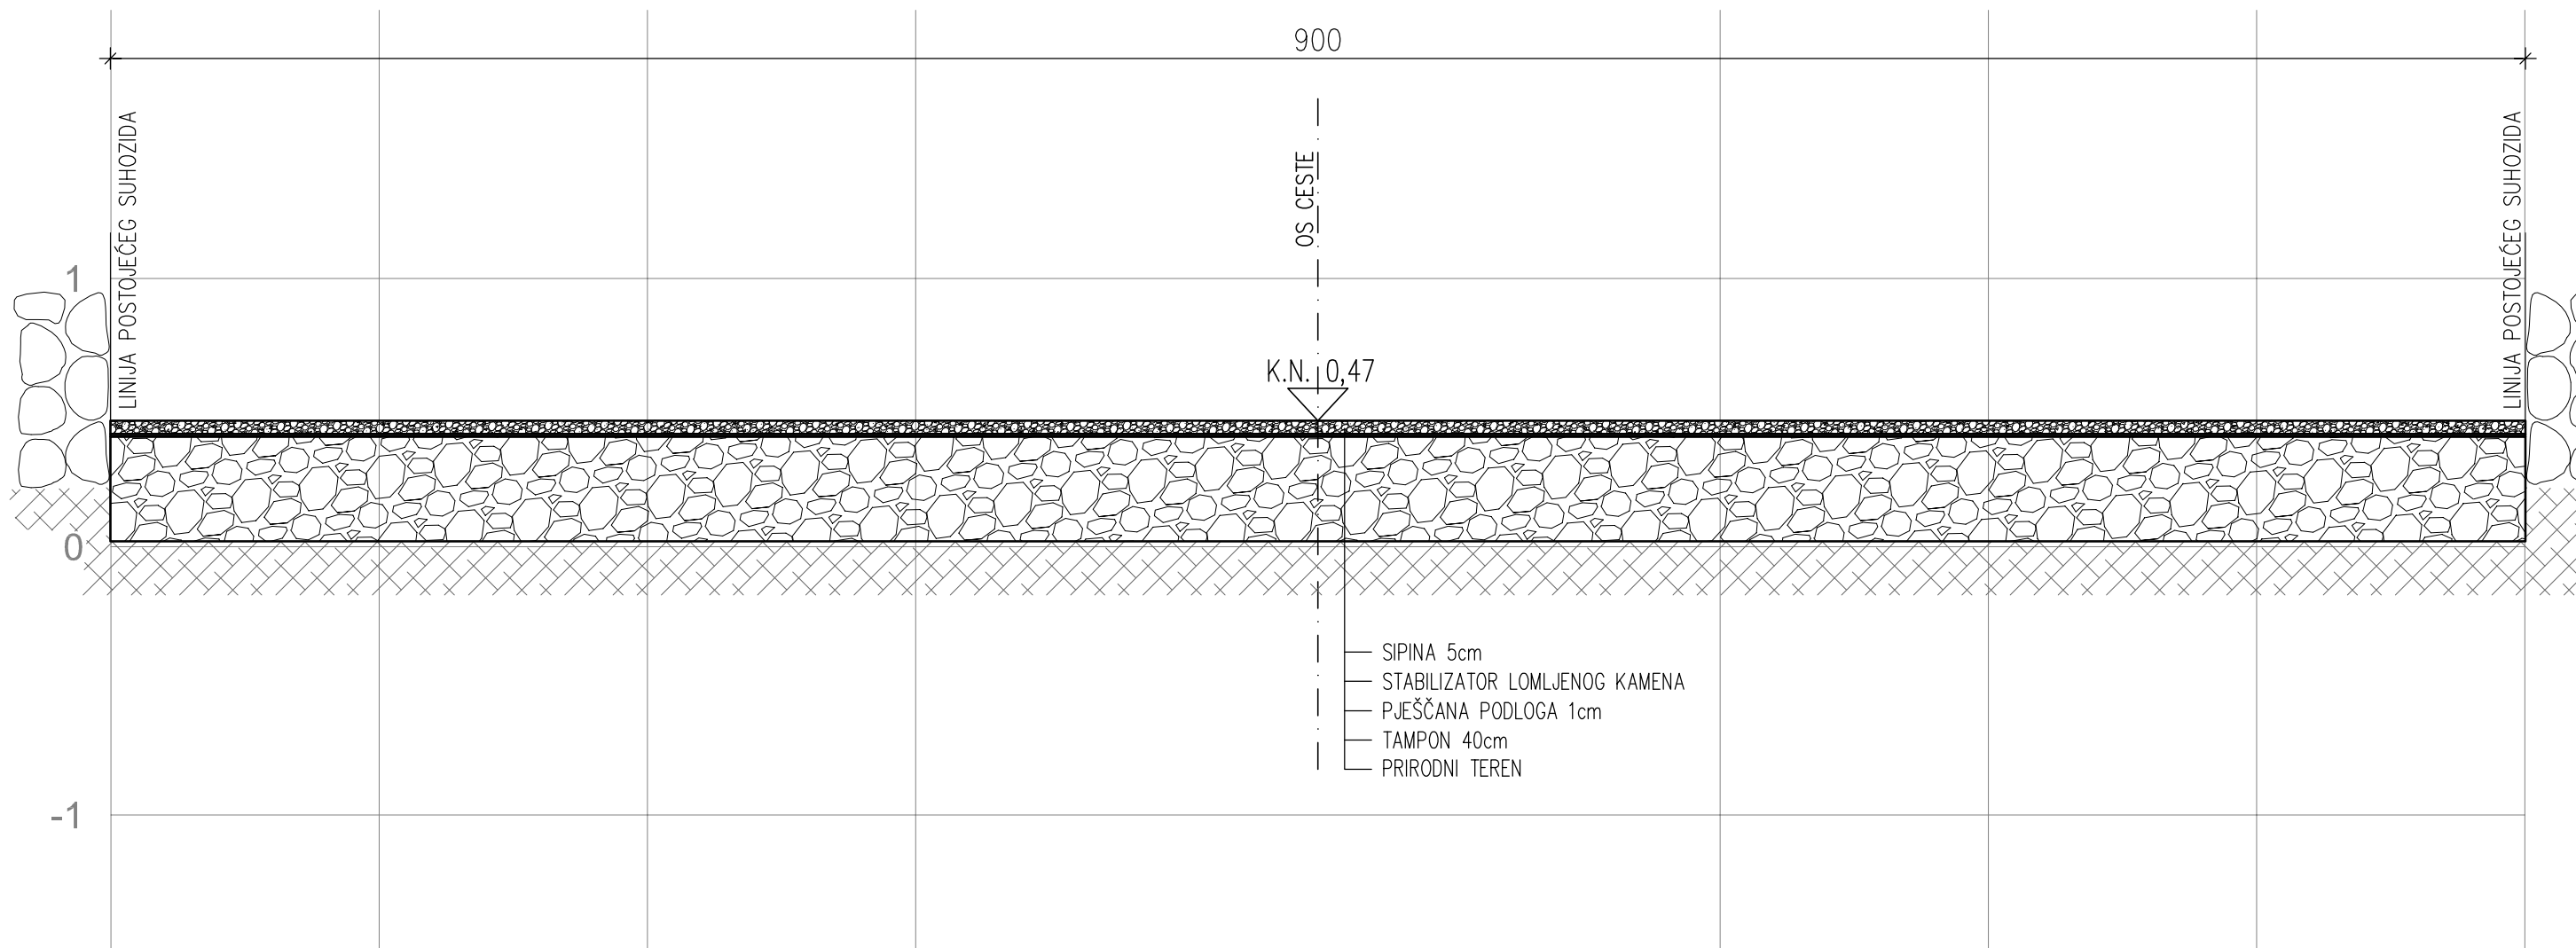 900
LINIJA POSTOJEĆEG SUHOZIDA
OS CESTE
LINIJA POSTOJEĆEG SUHOZIDA
1
K.N. 0,47
0
SIPINA 5cm
STABILIZATOR LOMLJENOG KAMENA
PJEŠČANA PODLOGA 1cm
TAMPON 40cm
PRIRODNI TEREN
-1